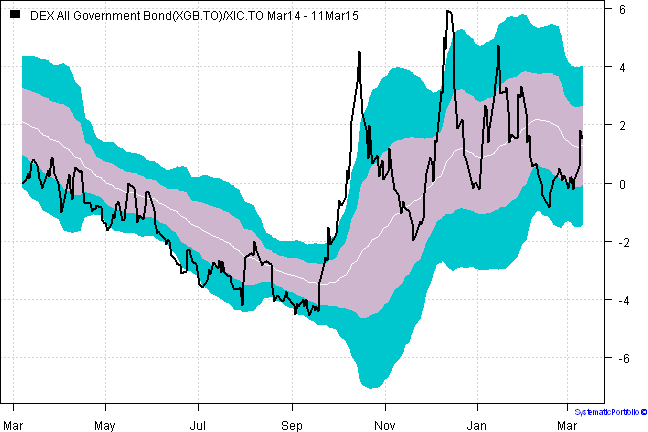 DEX All Government Bond(XGB.TO)/XIC.TO Mar14 - 11Mar15
6
4
2
0
-2
-4
-6
Mar May Jul Sep Nov Jan Mar
SystematicPortfolio ©